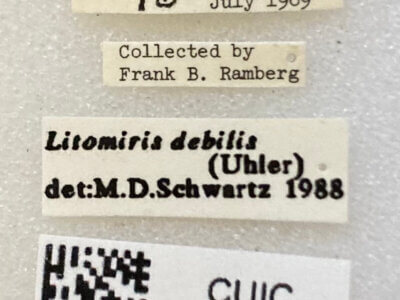 July 1969
Collected by
Frank B. Ramberg
Litomiris debilis
(Uhler)
det:M.D.Schwartz 1988
CUIC